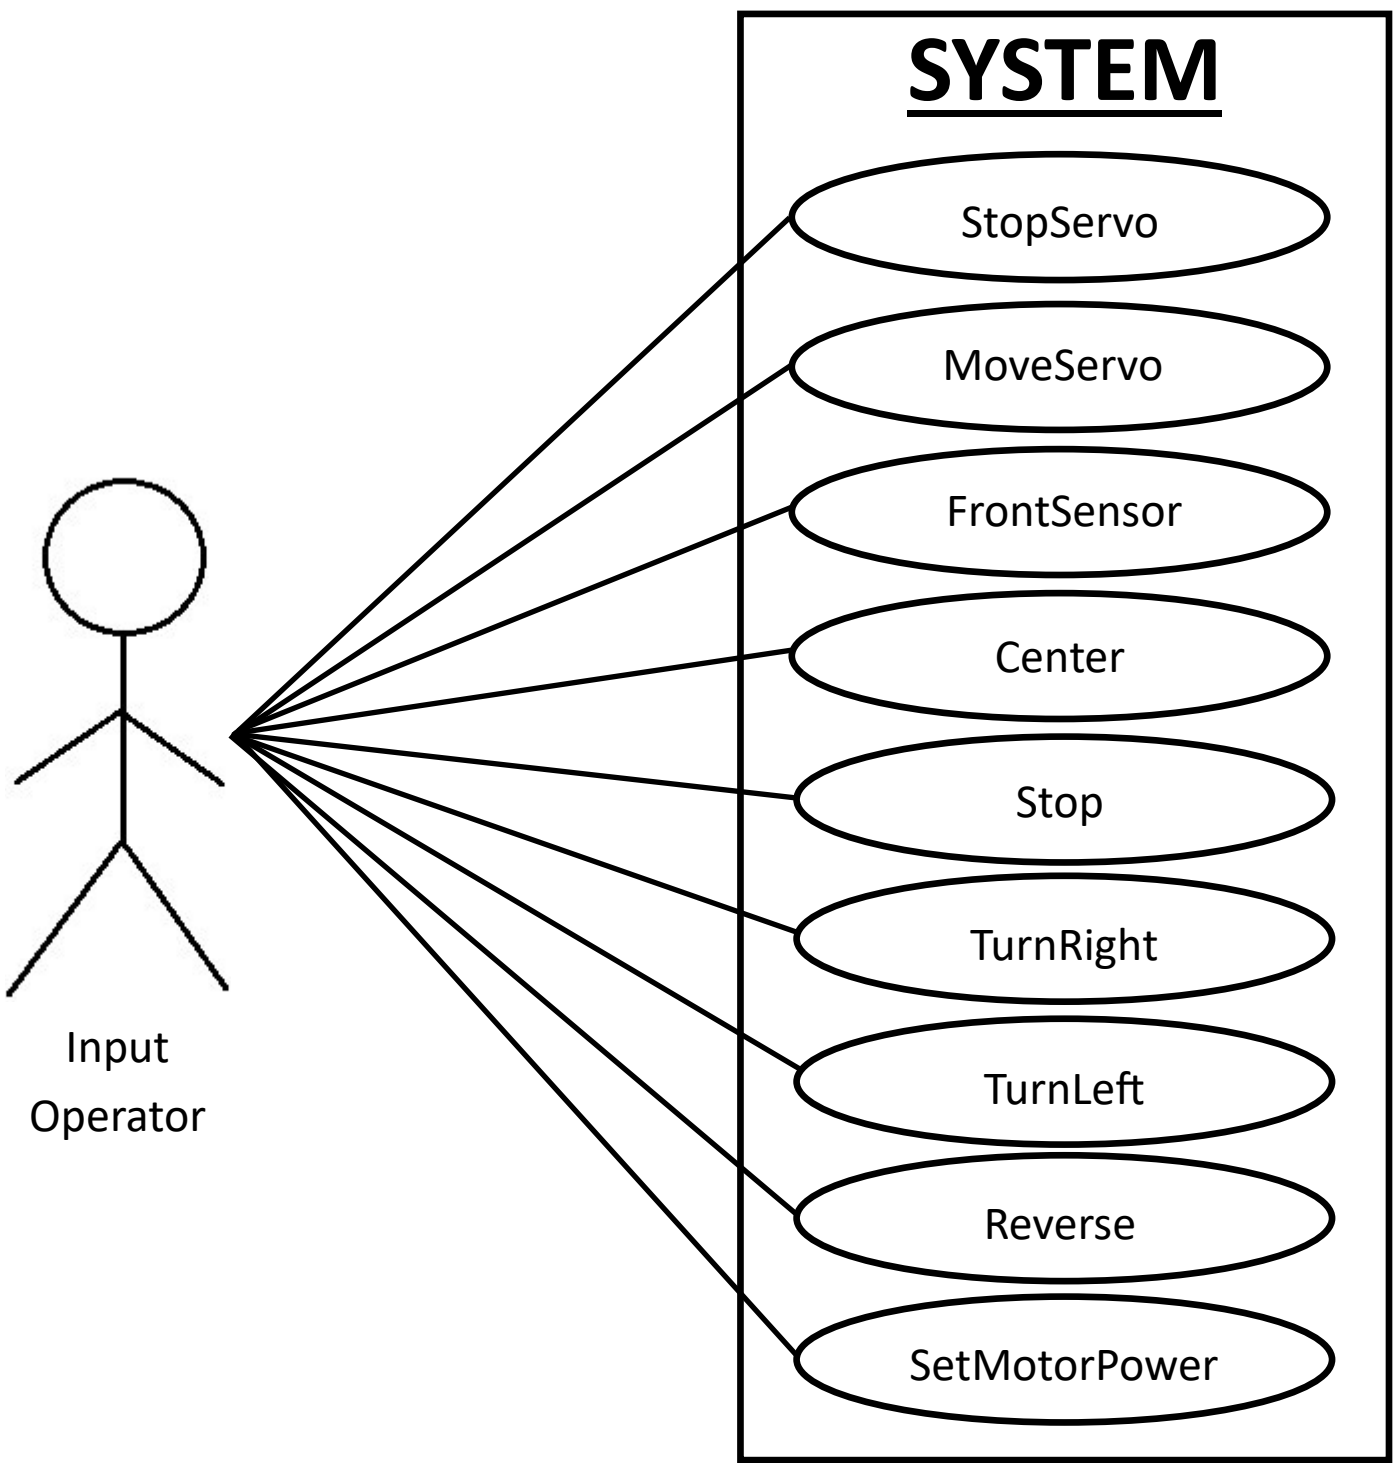 SYSTEM
StopServo
MoveServo
FrontSensor
Center
Stop
TurnRight
TurnLeft
Reverse
SetMotorPower
Input
Operator